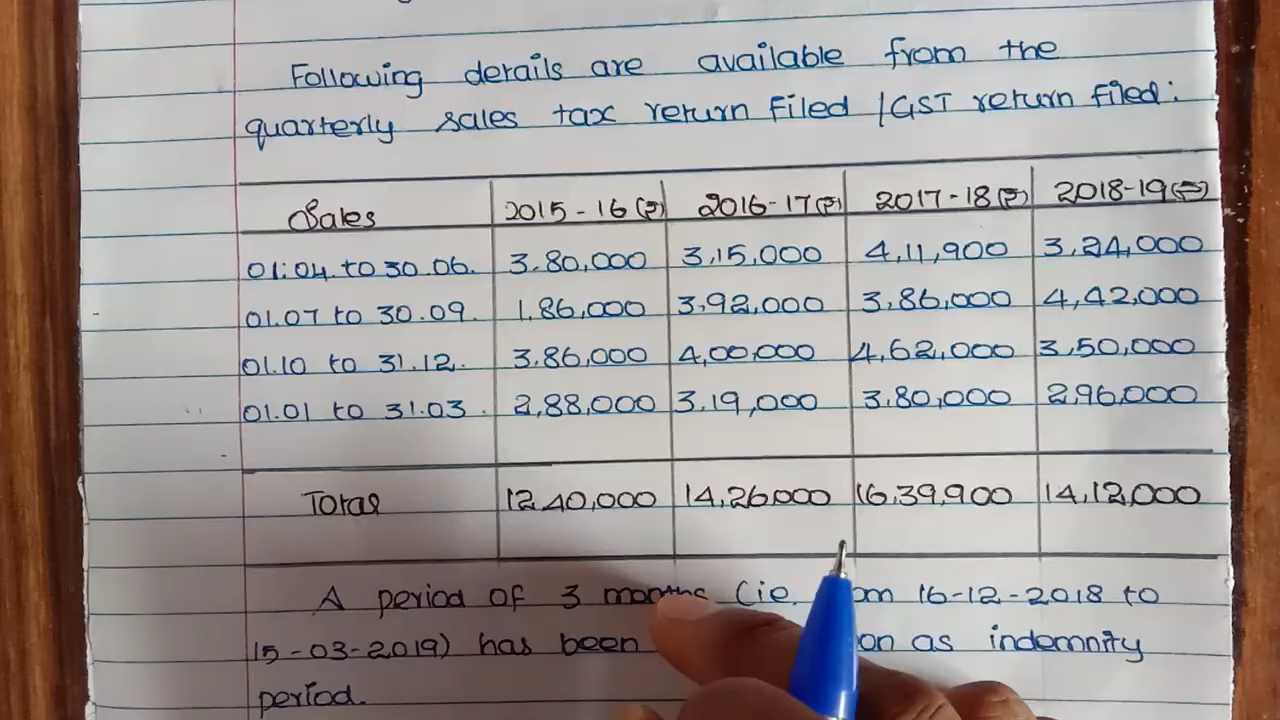 Following details are available from the
quarterly sales tax return Filed /GST return filed:
Sales 2015-16(₹) 2016-17(₹) 2017-18(₹) 2018-19(₹)
01.04 to 30.06. 3,80,000 3,15,000 4,11,900 3,24,000
01.07 to 30.09. 1,86,000 3,92,000 3,86,000 4,42,000
01.10 to 31.12. 3,86,000 4,00,000 4,62,000 3,50,000
01.01 to 31.03. 2,88,000 3,19,000 3,80,000 2,96,000
Total 12,40,000 14,26,000 16,39,900 14,12,000
A period of 3 months (ie. 16-12-2018 to
15-03-2019) has been on as indemnity
period.